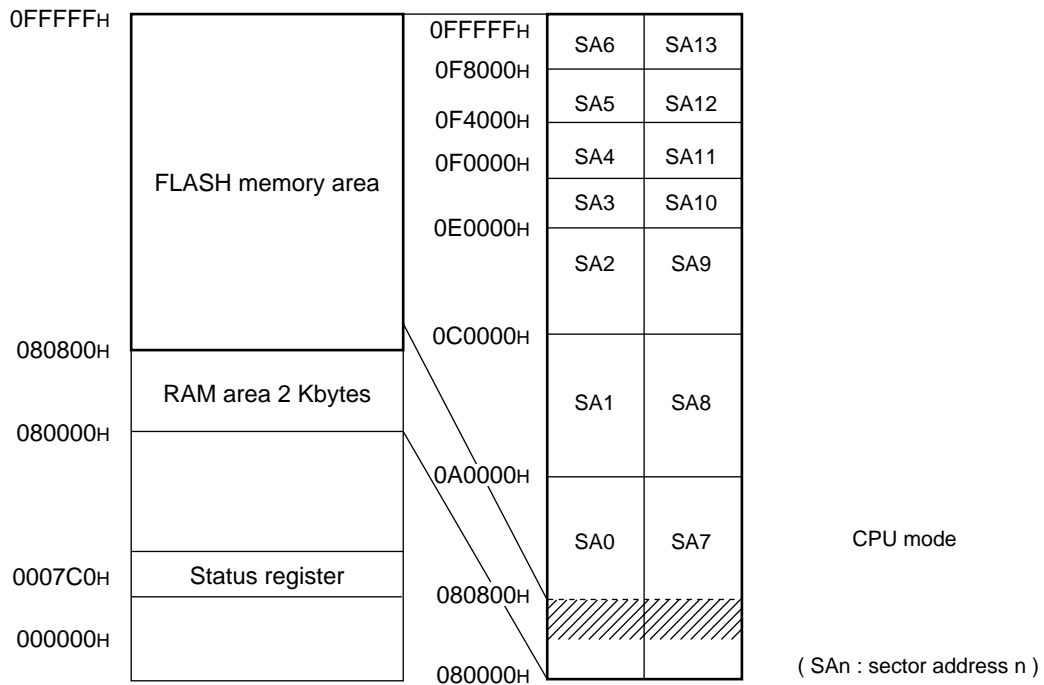 0FFFFFH
FLASH memory area
080800H
RAM area 2 Kbytes
080000H
0007C0H
Status register
000000H
0FFFFFH
SA6 SA13
0F8000H
SA5 SA12
0F4000H
0F0000H
SA4 SA11
SA3 SA10
0E0000H
SA2 SA9
0C0000H
SA1 SA8
0A0000H
SA0 SA7
080800H
080000H
CPU mode
( SAn : sector address n )